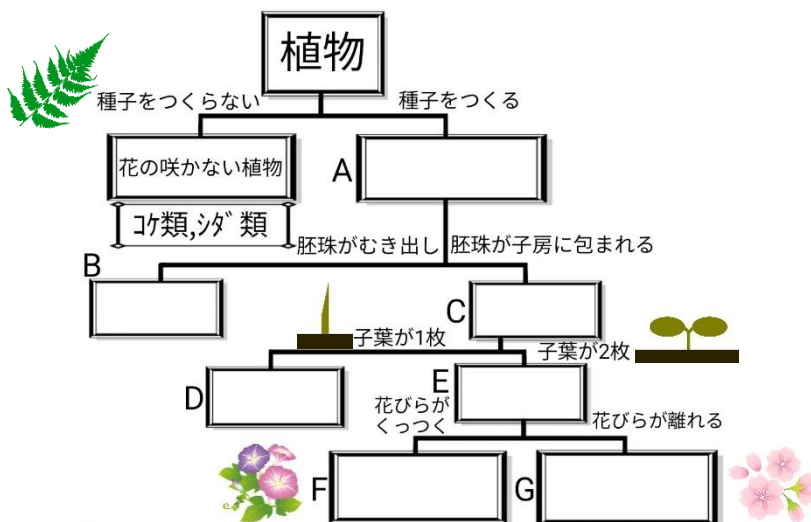 植物
種子をつくらない
種子をつくる
花の咲かない植物
A
コケ類,シダ類
胚珠がむき出し
胚珠が子房に包まれる
B
C
子葉が1枚
子葉が2枚
D
E
花びらが
くっつく
花びらが離れる
F
G